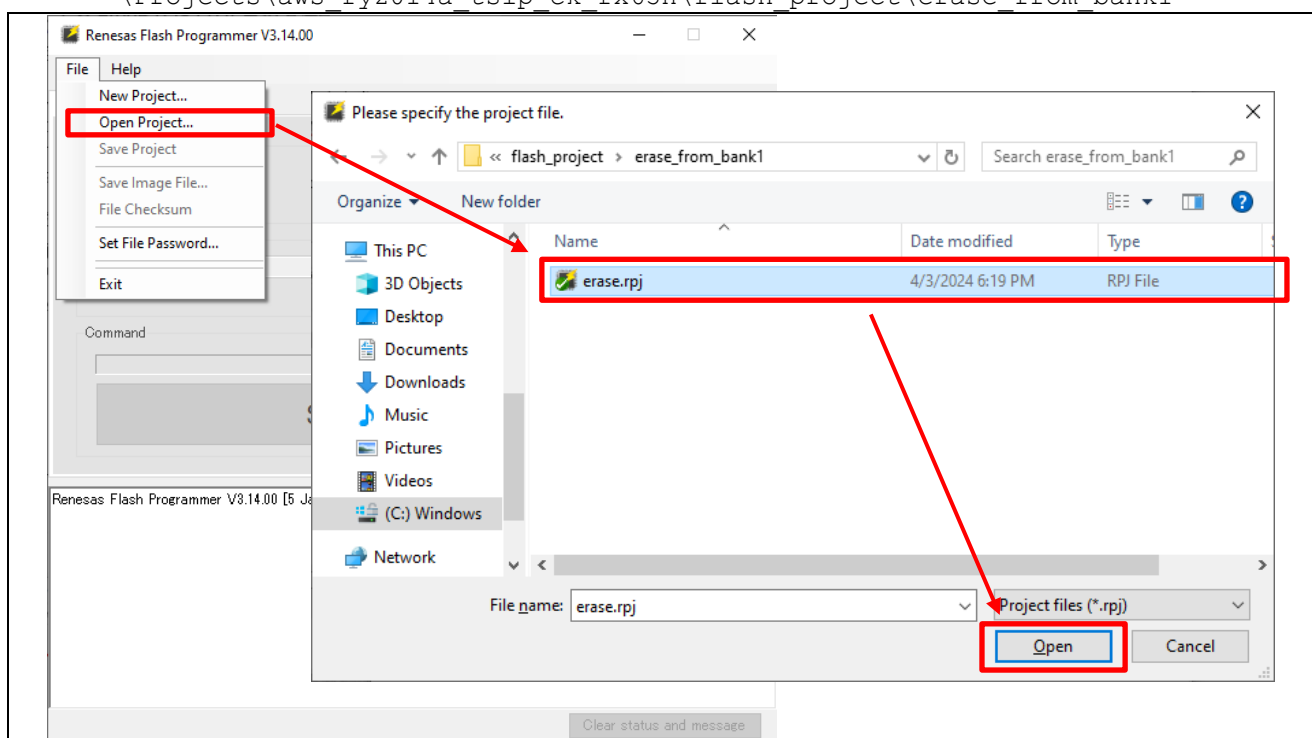 \Projects\aws_ryz014a_tsip_ck_rx65n\flash_project\erase_from_bank1
Renesas Flash Programmer V3.14.00
File Help
New Project...
Open Project...
Save Project
Save Image File...
File Checksum
Set File Password...
Exit
Command
Renesas Flash Programmer V3.14.00 [5 Ja
Clear status and message
Please specify the project file.
« flash_project › erase_from_bank1
Search erase_from_bank1
Organize New folder
Name Date modified Type
erase.rpj 4/3/2024 6:19 PM RPJ File
This PC
3D Objects
Desktop
Documents
Downloads
Music
Pictures
Videos
(C:) Windows
Network
File name: erase.rpj
Project files (*.rpj)
Open Cancel